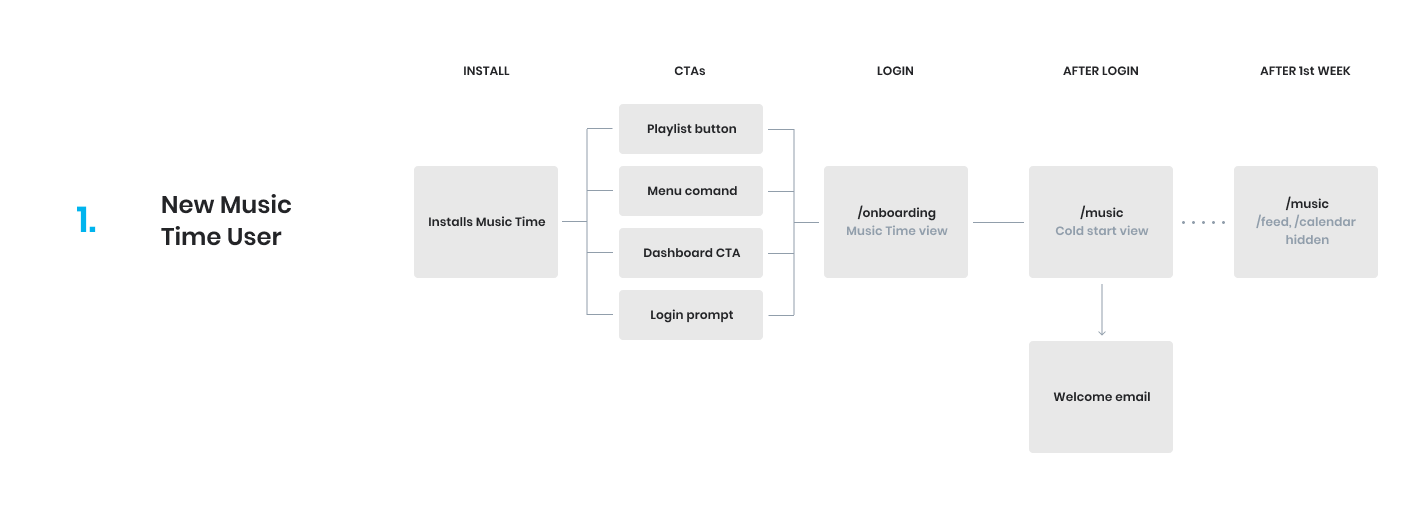 INSTALL
CTAs
LOGIN
AFTER LOGIN
AFTER 1st WEEK
1.
New Music
Time User
Installs Music Time
Playlist button
Menu comand
Dashboard CTA
Login prompt
/onboarding
Music Time view
/music
Cold start view
/music
/feed, /calendar
hidden
Welcome email